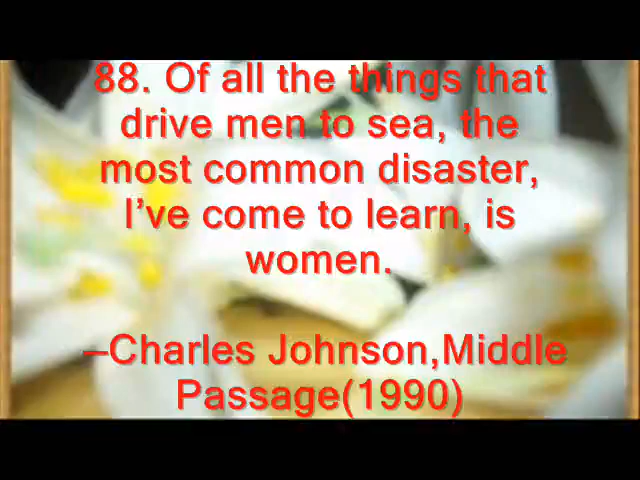 88. Of all the things that
drive men to sea, the
most common disaster,
I’ve come to learn, is
women.
—Charles Johnson,Middle
Passage(1990)